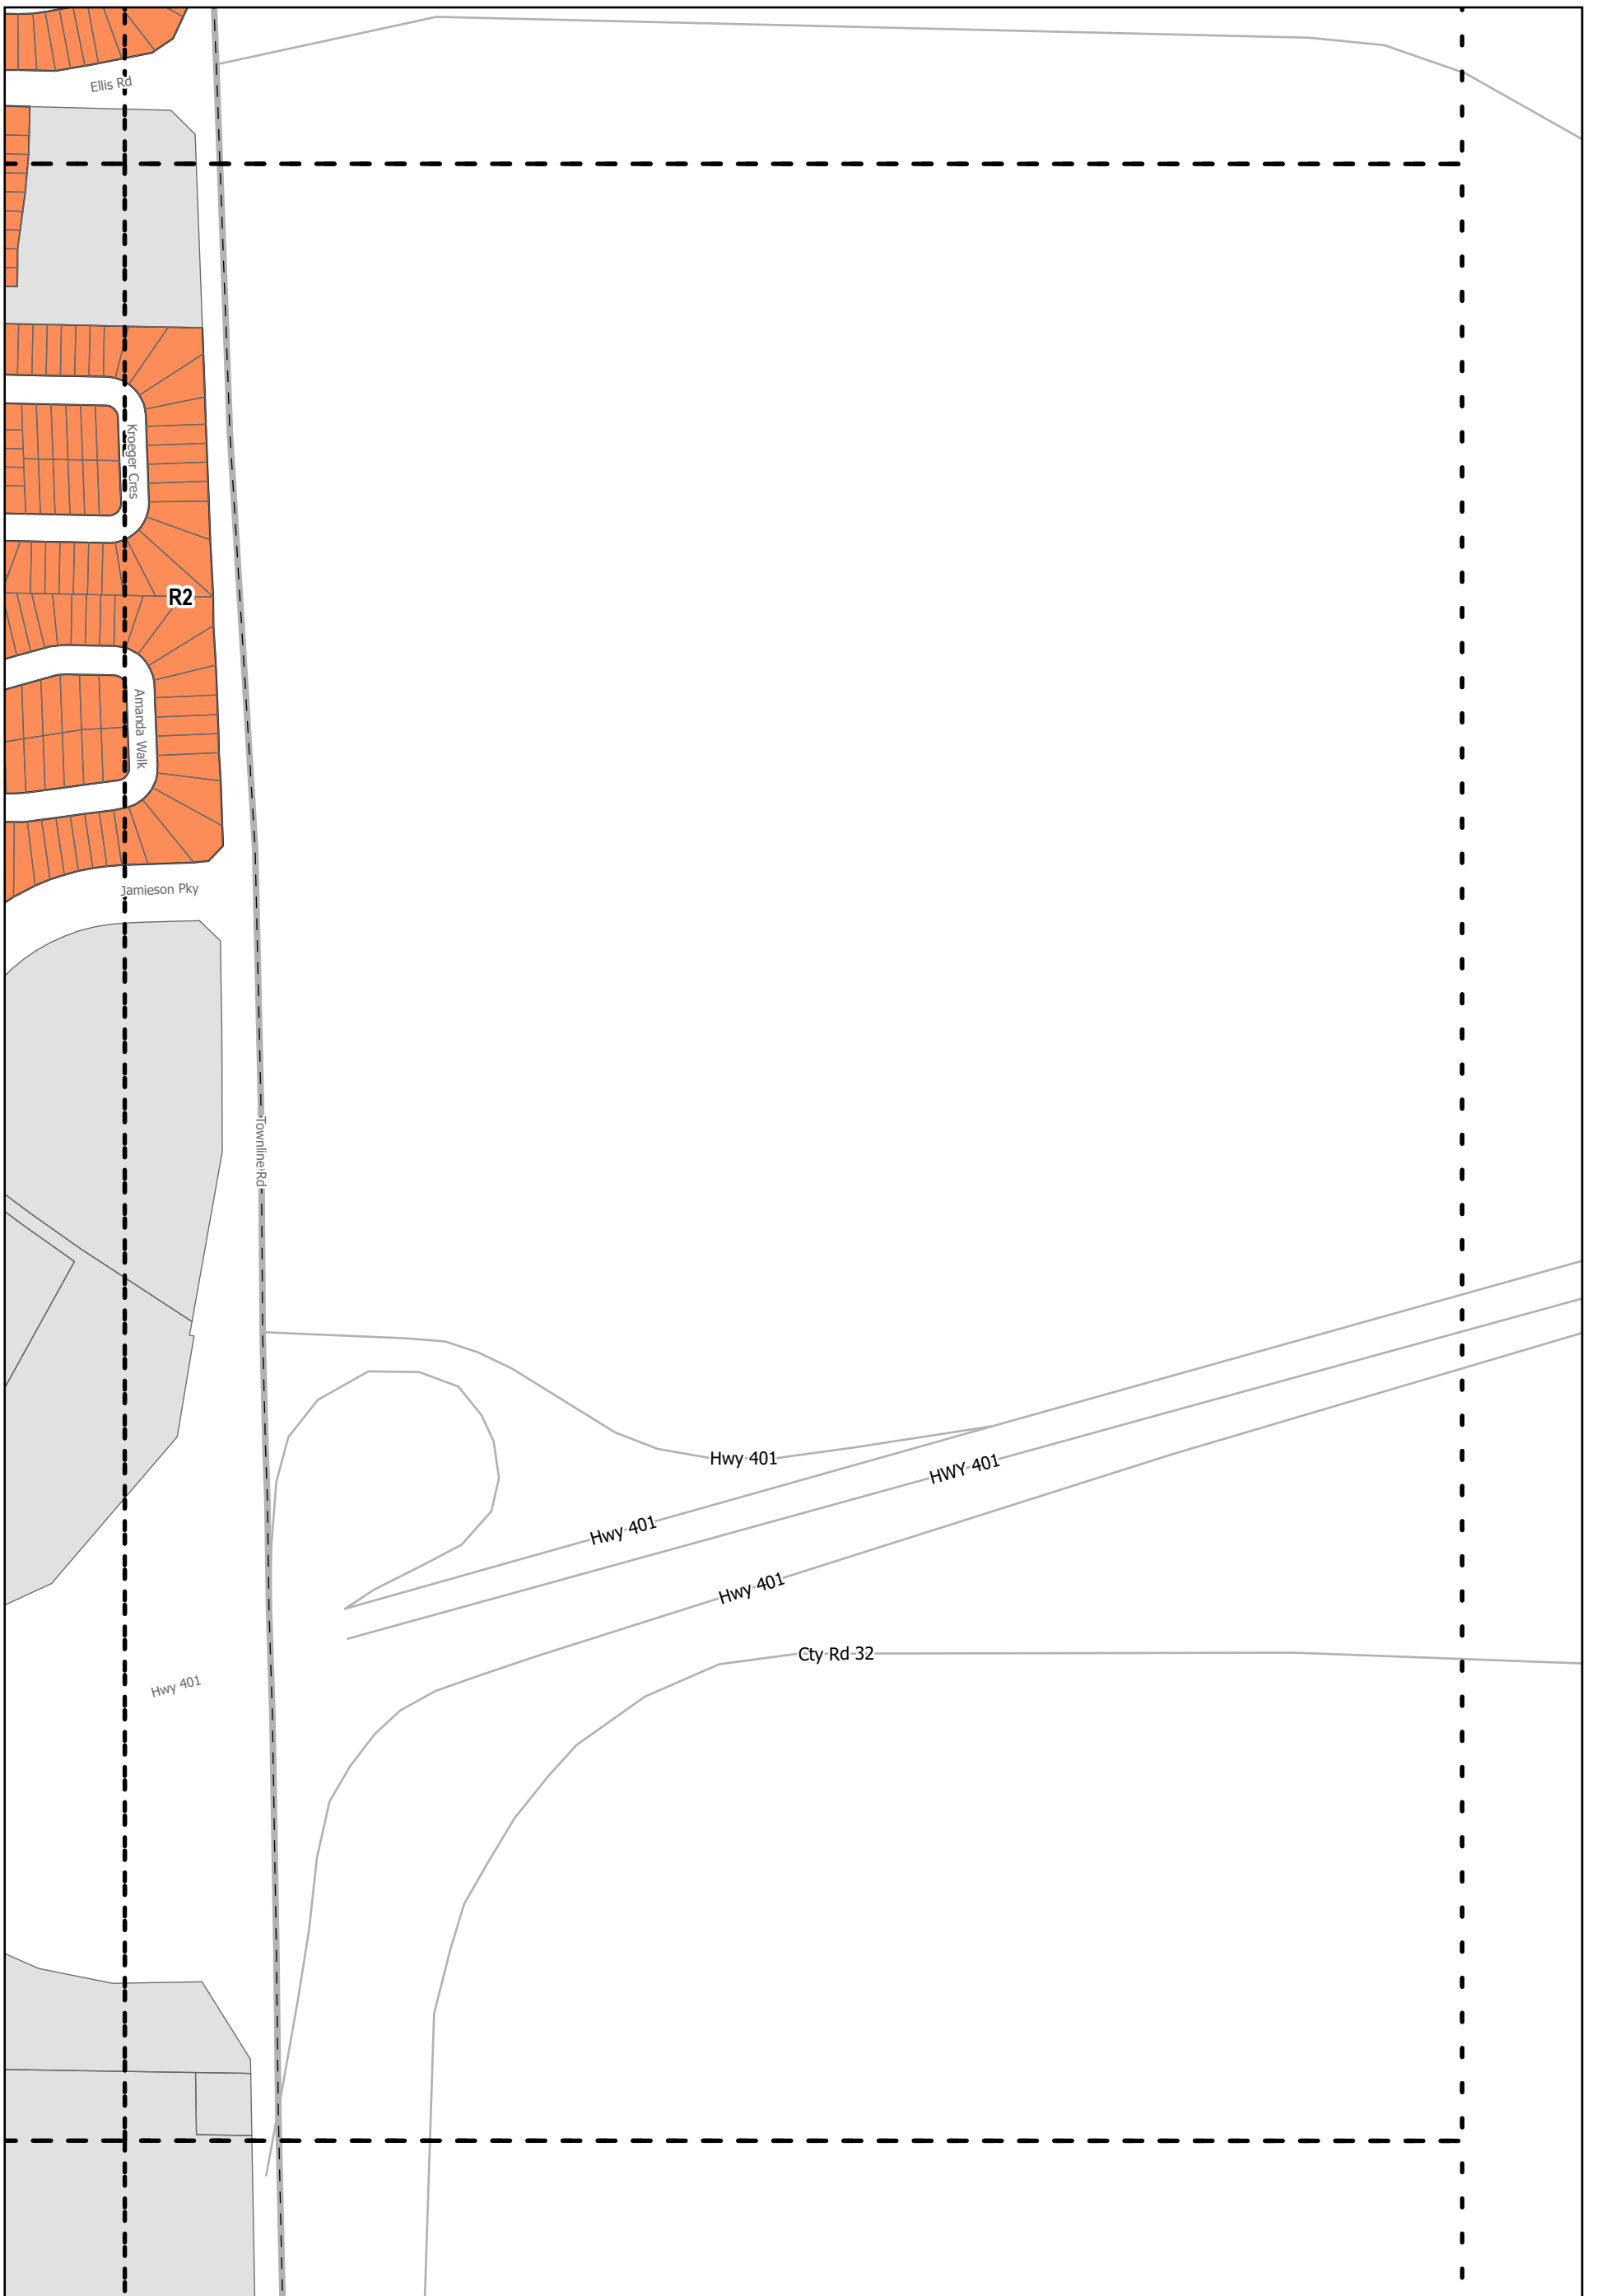 Ellis Rd
Kroeger Cres
R2
Amanda Walk
Jamieson Pky
Townline Rd
Hwy 401
HWY 401
Hwy 401
Hwy 401
Cty Rd 32
Hwy 401